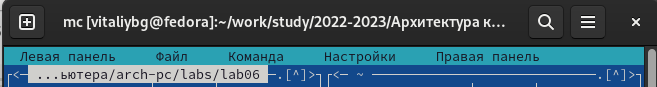 mc [vitaliybg@fedora]:~/work/study/2022-2023/Архитектура к...
Левая панель Файл Команда Настройки Правая панель
<— ...ьютера/arch-pc/labs/lab06 —.[^]> <— ~ —.[^]>